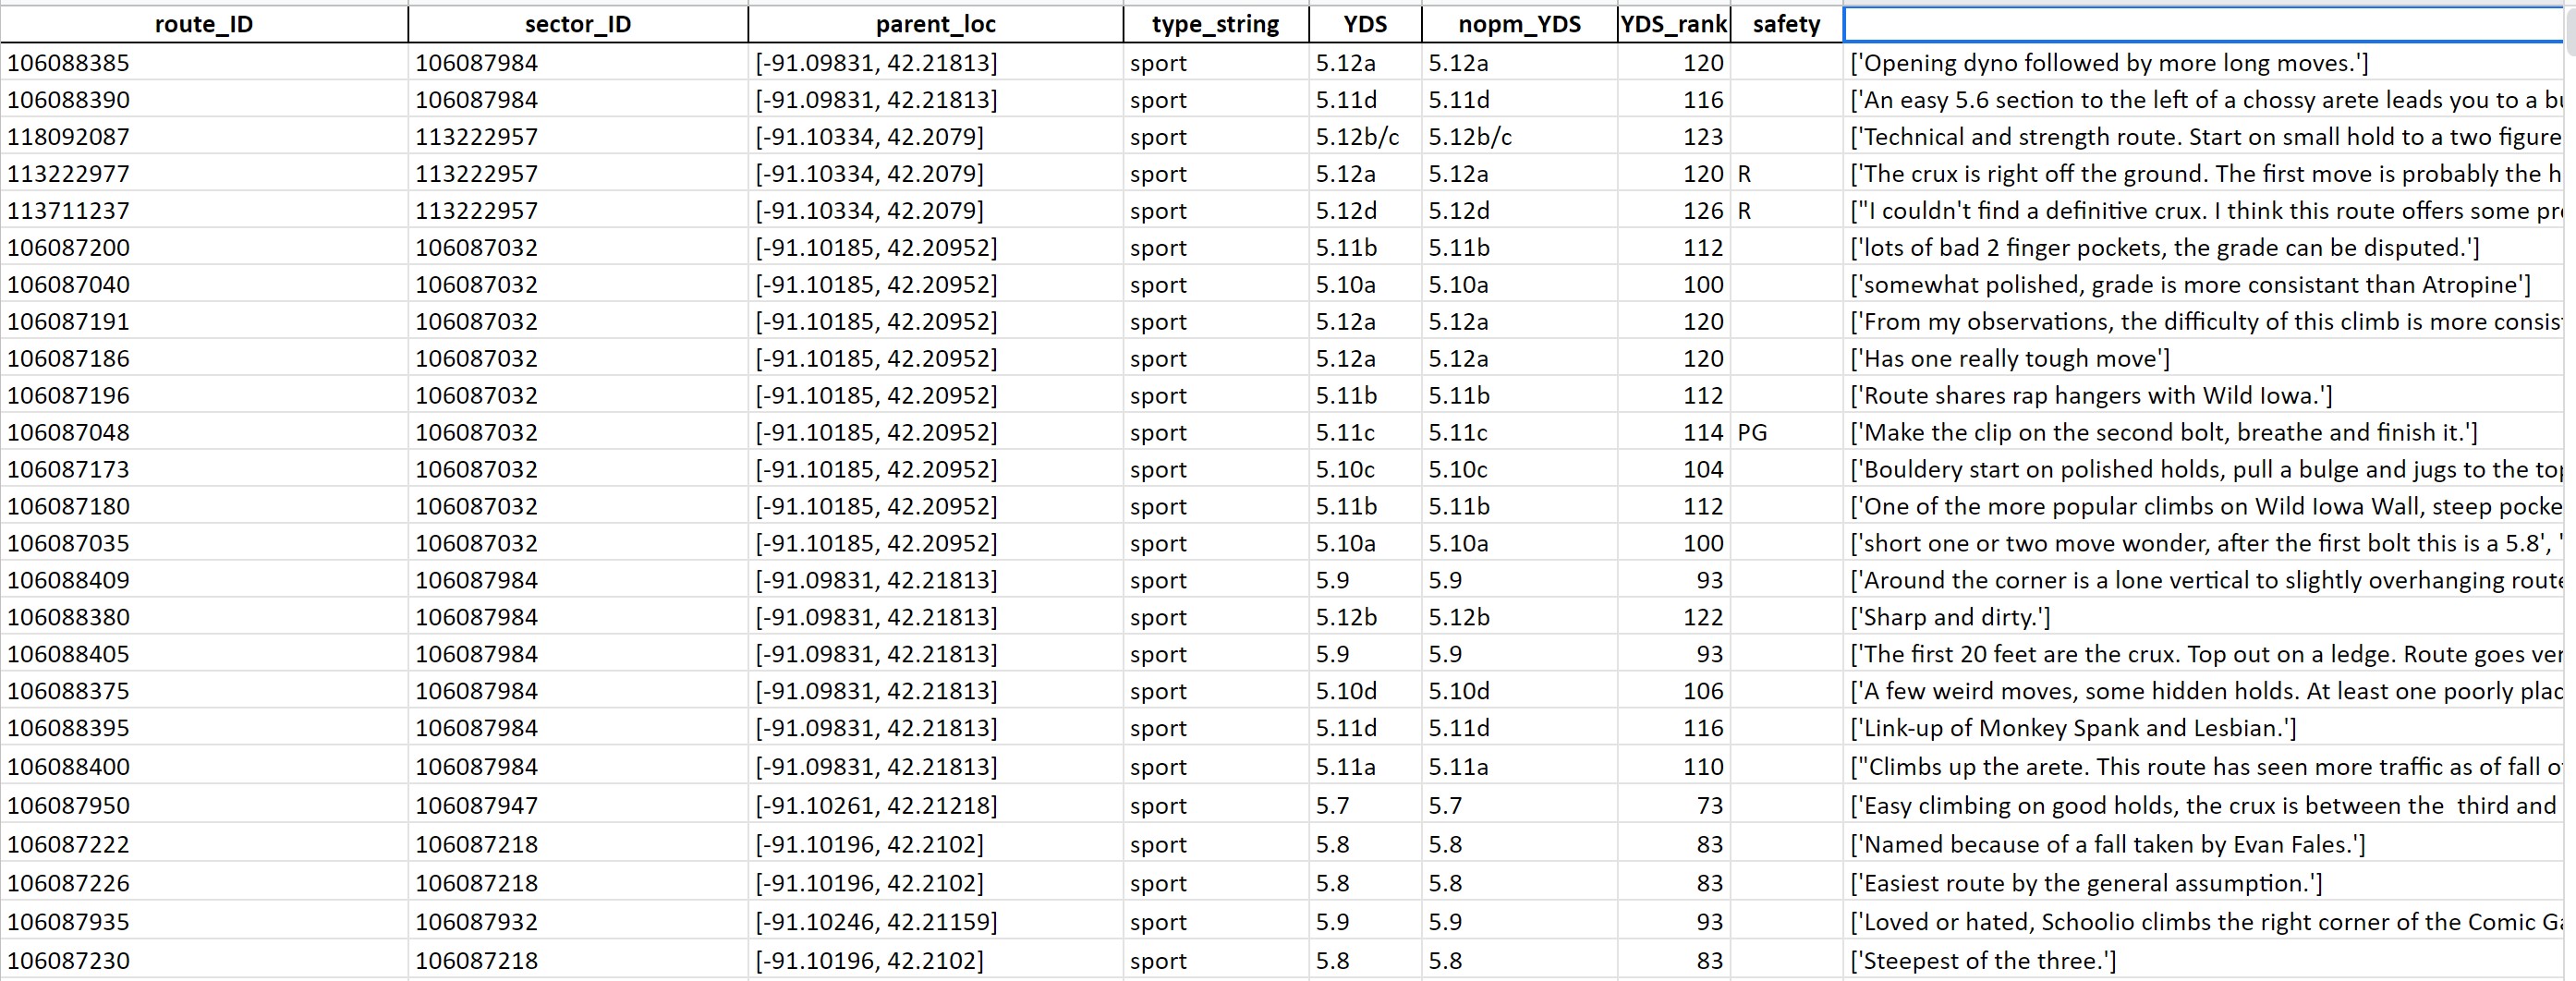 route_ID sector_ID parent_loc type_string YDS nopm_YDS YDS_rank safety
106088385 106087984 [-91.09831, 42.21813] sport 5.12a 5.12a 120 ['Opening dyno followed by more long moves.']
106088390 106087984 [-91.09831, 42.21813] sport 5.11d 5.11d 116 ['An easy 5.6 section to the left of a chossy arete leads you to a bu
118092087 113222957 [-91.10334, 42.2079] sport 5.12b/c 5.12b/c 123 ['Technical and strength route. Start on small hold to a two figure
113222977 113222957 [-91.10334, 42.2079] sport 5.12a 5.12a 120 R ['The crux is right off the ground. The first move is probably the h
113711237 113222957 [-91.10334, 42.2079] sport 5.12d 5.12d 126 R ["I couldn't find a definitive crux. I think this route offers some pr
106087200 106087032 [-91.10185, 42.20952] sport 5.11b 5.11b 112 ['lots of bad 2 finger pockets, the grade can be disputed.']
106087040 106087032 [-91.10185, 42.20952] sport 5.10a 5.10a 100 ['somewhat polished, grade is more consistant than Atropine']
106087191 106087032 [-91.10185, 42.20952] sport 5.12a 5.12a 120 ['From my observations, the difficulty of this climb is more consis
106087186 106087032 [-91.10185, 42.20952] sport 5.12a 5.12a 120 ['Has one really tough move']
106087196 106087032 [-91.10185, 42.20952] sport 5.11b 5.11b 112 ['Route shares rap hangers with Wild Iowa.']
106087048 106087032 [-91.10185, 42.20952] sport 5.11c 5.11c 114 PG ['Make the clip on the second bolt, breathe and finish it.']
106087173 106087032 [-91.10185, 42.20952] sport 5.10c 5.10c 104 ['Bouldery start on polished holds, pull a bulge and jugs to the top
106087180 106087032 [-91.10185, 42.20952] sport 5.11b 5.11b 112 ['One of the more popular climbs on Wild Iowa Wall, steep pocke
106087035 106087032 [-91.10185, 42.20952] sport 5.10a 5.10a 100 ['short one or two move wonder, after the first bolt this is a 5.8', '
106088409 106087984 [-91.09831, 42.21813] sport 5.9 5.9 93 ['Around the corner is a lone vertical to slightly overhanging route
106088380 106087984 [-91.09831, 42.21813] sport 5.12b 5.12b 122 ['Sharp and dirty.']
106088405 106087984 [-91.09831, 42.21813] sport 5.9 5.9 93 ['The first 20 feet are the crux. Top out on a ledge. Route goes ver
106088375 106087984 [-91.09831, 42.21813] sport 5.10d 5.10d 106 ['A few weird moves, some hidden holds. At least one poorly plac
106088395 106087984 [-91.09831, 42.21813] sport 5.11d 5.11d 116 ['Link-up of Monkey Spank and Lesbian.']
106088400 106087984 [-91.09831, 42.21813] sport 5.11a 5.11a 110 ["Climbs up the arete. This route has seen more traffic as of fall o
106087950 106087947 [-91.10261, 42.21218] sport 5.7 5.7 73 ['Easy climbing on good holds, the crux is between the  third and
106087222 106087218 [-91.10196, 42.2102] sport 5.8 5.8 83 ['Named because of a fall taken by Evan Fales.']
106087226 106087218 [-91.10196, 42.2102] sport 5.8 5.8 83 ['Easiest route by the general assumption.']
106087935 106087932 [-91.10246, 42.21159] sport 5.9 5.9 93 ['Loved or hated, Schoolio climbs the right corner of the Comic Ga
106087230 106087218 [-91.10196, 42.2102] sport 5.8 5.8 83 ['Steepest of the three.']